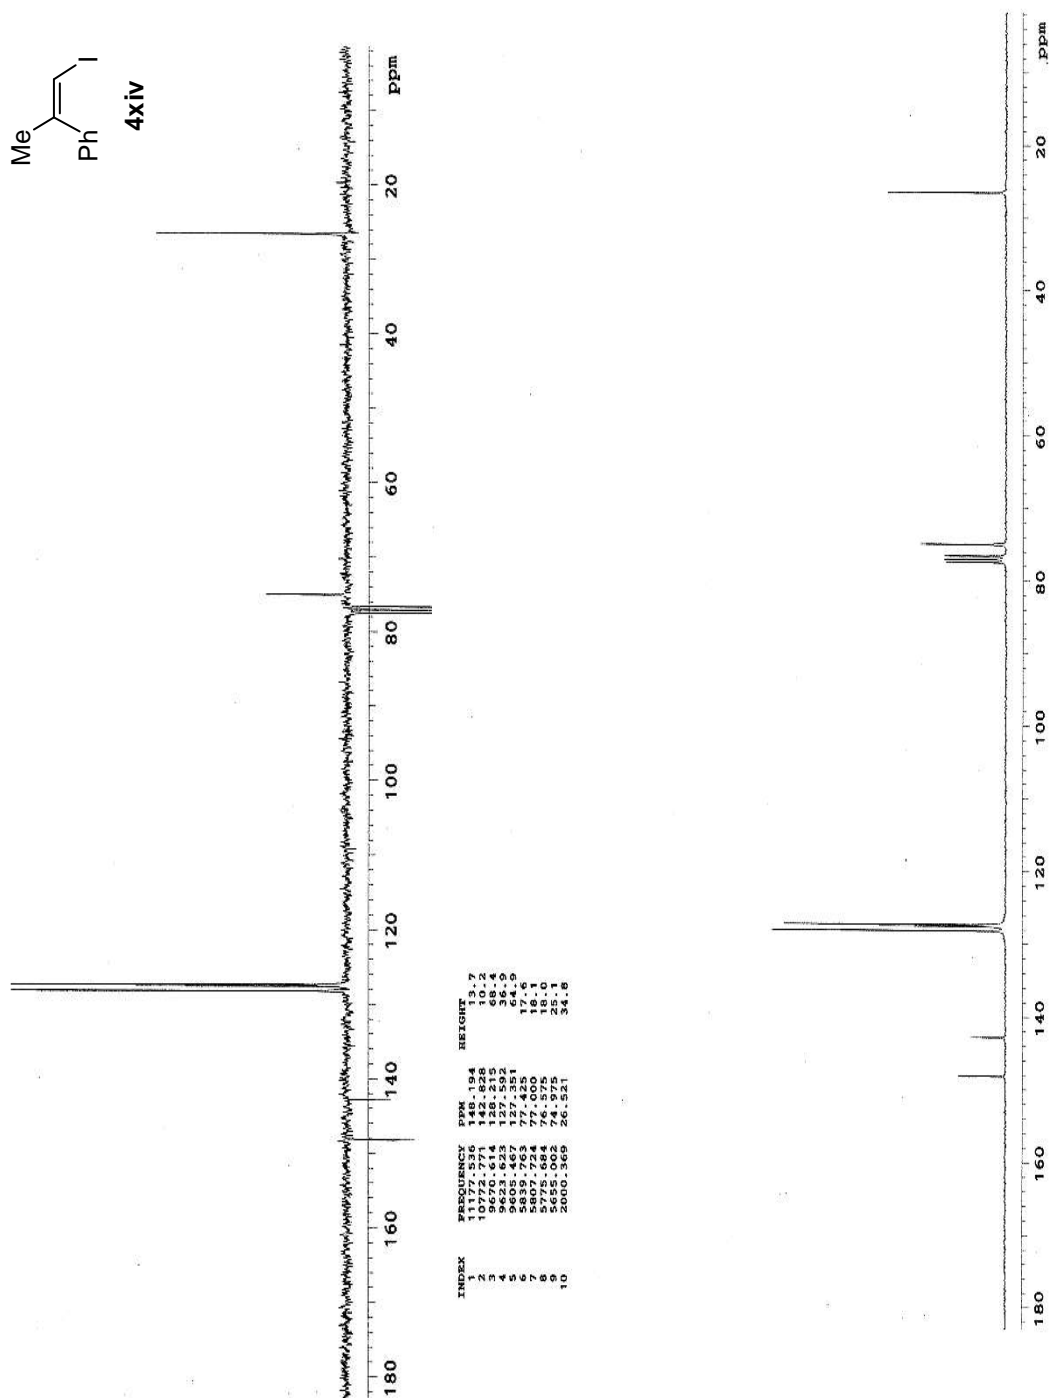 Me
Ph
I
4xiv
180 160 140 120 100 80 60 40 20 ppm
INDEX FREQUENCY PPM HEIGHT
1 11177.536 148.194 13.7
2 10772.771 142.828 10.2
3 9670.614 128.215 68.4
4 9623.623 127.592 36.9
5 9605.467 127.351 64.9
6 5839.763 77.425 17.6
7 5807.724 77.000 18.1
8 5775.684 76.575 18.0
9 5655.002 74.975 25.1
10 2000.369 26.521 34.8
180 160 140 120 100 80 60 40 20 ppm